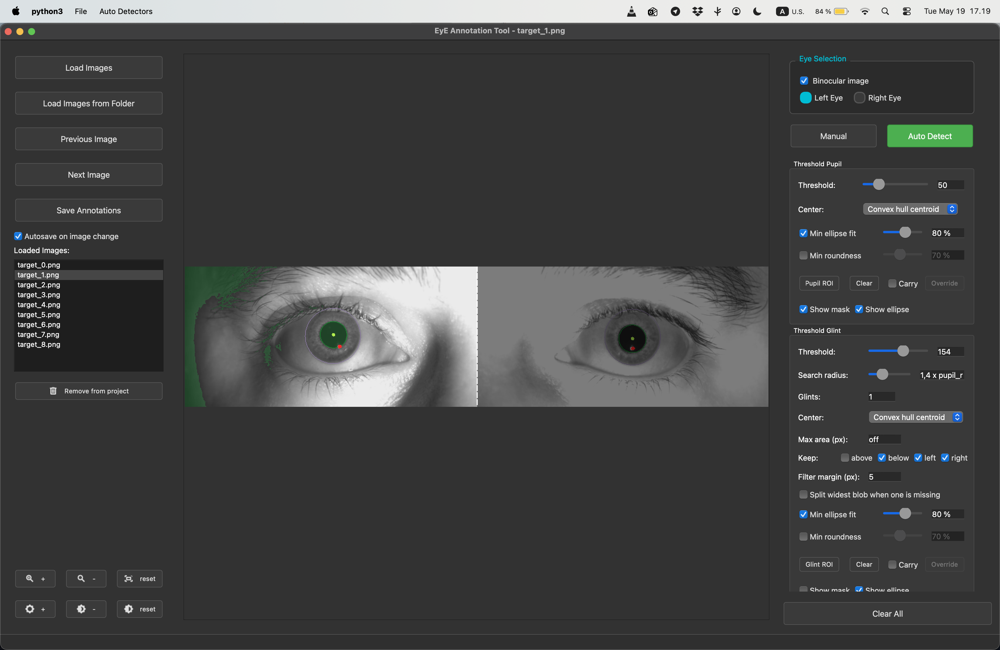 python3 File Auto Detectors
A U.S. 84 % Tue May 19 17.19
EyE Annotation Tool - target_1.png
Load Images
Load Images from Folder
Previous Image
Next Image
Save Annotations
Autosave on image change
Loaded Images:
target_0.png
target_1.png
target_2.png
target_3.png
target_4.png
target_5.png
target_6.png
target_7.png
target_8.png
Remove from project
+ - reset
+ - reset
Eye Selection
Binocular image
Left Eye Right Eye
Manual Auto Detect
Threshold Pupil
Threshold: 50
Center: Convex hull centroid
Min ellipse fit 80 %
Min roundness 70 %
Pupil ROI Clear Carry Override
Show mask Show ellipse
Threshold Glint
Threshold: 154
Search radius: 1,4 x pupil_r
Glints: 1
Center: Convex hull centroid
Max area (px): off
Keep: above below left right
Filter margin (px): 5
Split widest blob when one is missing
Min ellipse fit 80 %
Min roundness 70 %
Glint ROI Clear Carry Override
Show mask Show ellipse
Clear All